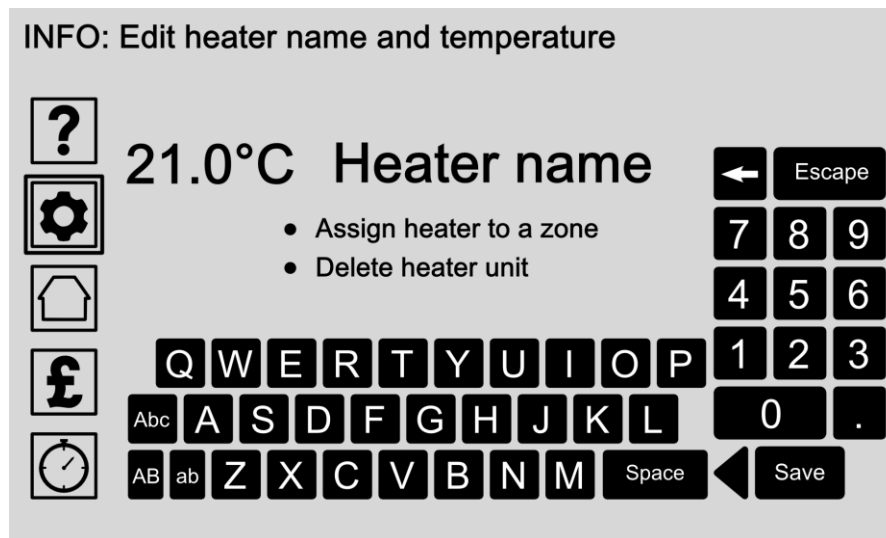 INFO: Edit heater name and temperature
?
21.0°C Heater name
← Escape
• Assign heater to a zone
• Delete heater unit
7 8 9
4 5 6
£
Q W E R T Y U I O P 1 2 3
Abc A S D F G H J K L 0 .
AB ab Z X C V B N M Space Save